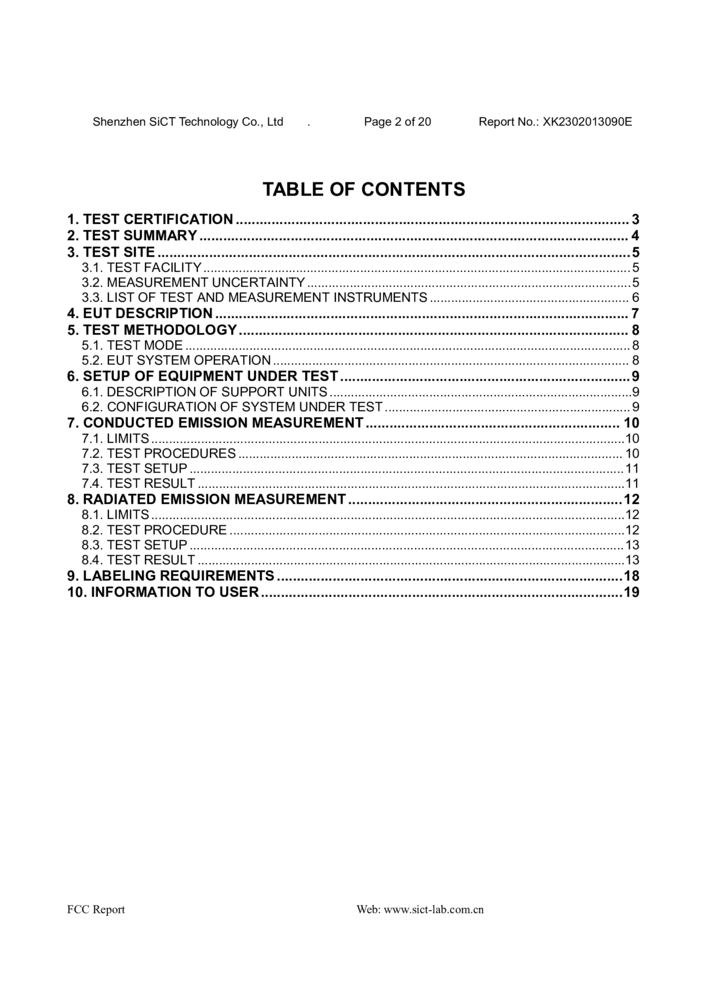 Shenzhen SiCT Technology Co., Ltd . Page 2 of 20 Report No.: XK2302013090E
TABLE OF CONTENTS
1. TEST CERTIFICATION ........ 3
2. TEST SUMMARY ........ 4
3. TEST SITE ........ 5
3.1. TEST FACILITY ........ 5
3.2. MEASUREMENT UNCERTAINTY ........ 5
3.3. LIST OF TEST AND MEASUREMENT INSTRUMENTS ........ 6
4. EUT DESCRIPTION ........ 7
5. TEST METHODOLOGY ........ 8
5.1. TEST MODE ........ 8
5.2. EUT SYSTEM OPERATION ........ 8
6. SETUP OF EQUIPMENT UNDER TEST ........ 9
6.1. DESCRIPTION OF SUPPORT UNITS ........ 9
6.2. CONFIGURATION OF SYSTEM UNDER TEST ........ 9
7. CONDUCTED EMISSION MEASUREMENT ........ 10
7.1. LIMITS ........ 10
7.2. TEST PROCEDURES ........ 10
7.3. TEST SETUP ........ 11
7.4. TEST RESULT ........ 11
8. RADIATED EMISSION MEASUREMENT ........ 12
8.1. LIMITS ........ 12
8.2. TEST PROCEDURE ........ 12
8.3. TEST SETUP ........ 13
8.4. TEST RESULT ........ 13
9. LABELING REQUIREMENTS ........ 18
10. INFORMATION TO USER ........ 19
FCC Report Web: www.sict-lab.com.cn